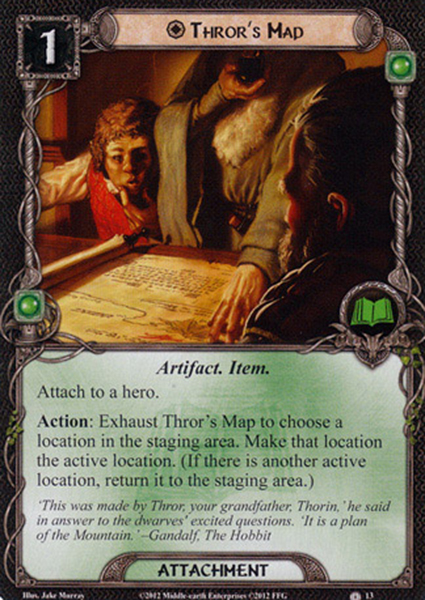 1
Thror's Map
Artifact. Item.
Attach to a hero.
Action: Exhaust Thror's Map to choose a
location in the staging area. Make that location
the active location. (If there is another active
location, return it to the staging area.)
‘This was made by Thror, your grandfather, Thorin,’ he said
in answer to the dwarves’ excited questions. ‘It is a plan
of the Mountain.’ –Gandalf, The Hobbit
ATTACHMENT
Illus. Jake Murray
©2012 Middle-earth Enterprises ©2012 FFG
13